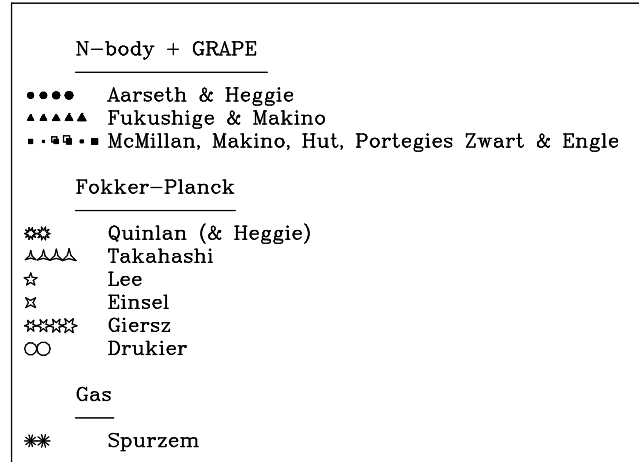 N-body + GRAPE
Aarseth & Heggie
Fukushige & Makino
McMillan, Makino, Hut, Portegies Zwart & Engle
Fokker-Planck
Quinlan (& Heggie)
Takahashi
Lee
Einsel
Giersz
Drukier
Gas
Spurzem